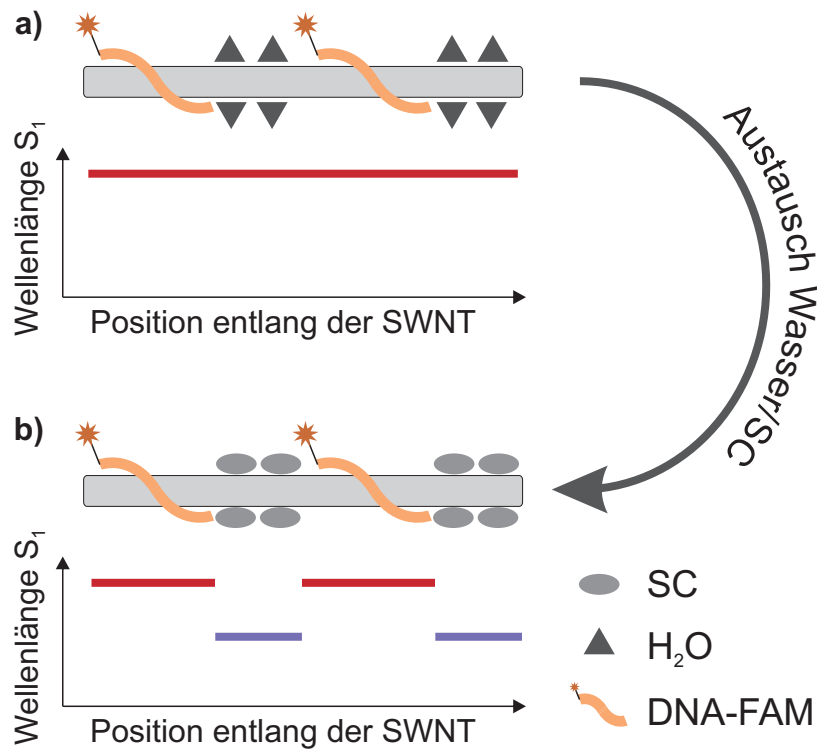 a)
Wellenlänge S₁
Position entlang der SWNT
Austausch Wasser/SC
b)
Wellenlänge S₁
Position entlang der SWNT
SC
H₂O
DNA-FAM